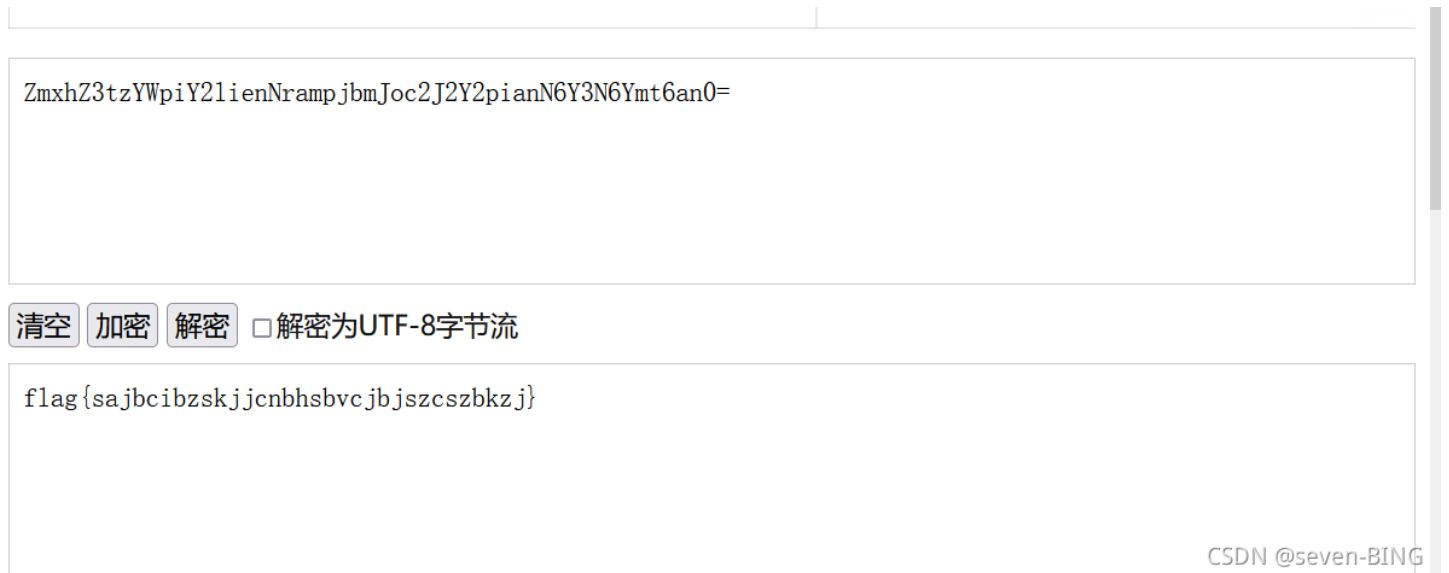 ZmxhZ3tzYWpiY2lienNrampjbmJoc2J2Y2pianN6Y3N6Ymt6an0=
清空 加密 解密 解密为UTF-8字节流
flag{sajbcibzskjjcnbhsbvcjbjszcszbkzj}
CSDN @seven-BING